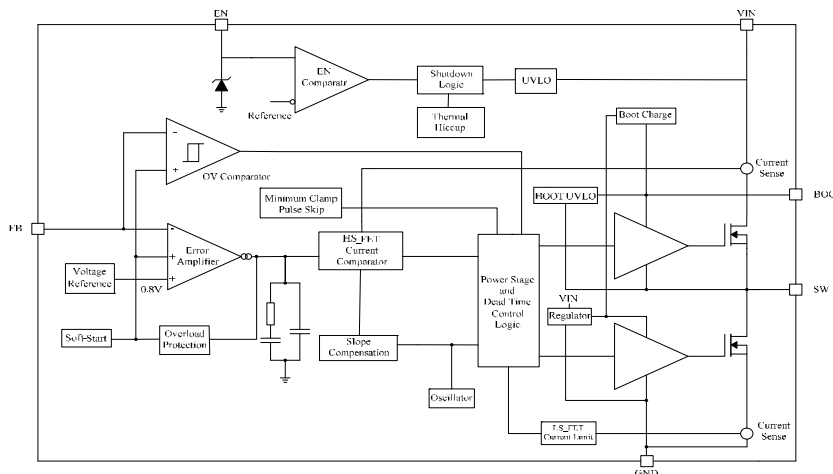 EN
VIN
EN
Comparatr
Shutdown
Logic
UVLO
Reference
Thermal
Hiccup
Boot Charge
Current
Sense
OV Comparator
Minimum Clamp
Pulse Skip
BOOT UVLO
BOO
FB
Error
Amplifier
HS_FET
Current
Comparator
Voltage
Reference
0.8V
Power Stage
and
Dead Time
Control
Logic
VIN
Regulator
SW
Soft-Start
Overload
Protection
Slope
Compensation
Oscillator
LS_FET
Current Limit
Current
Sense
GND